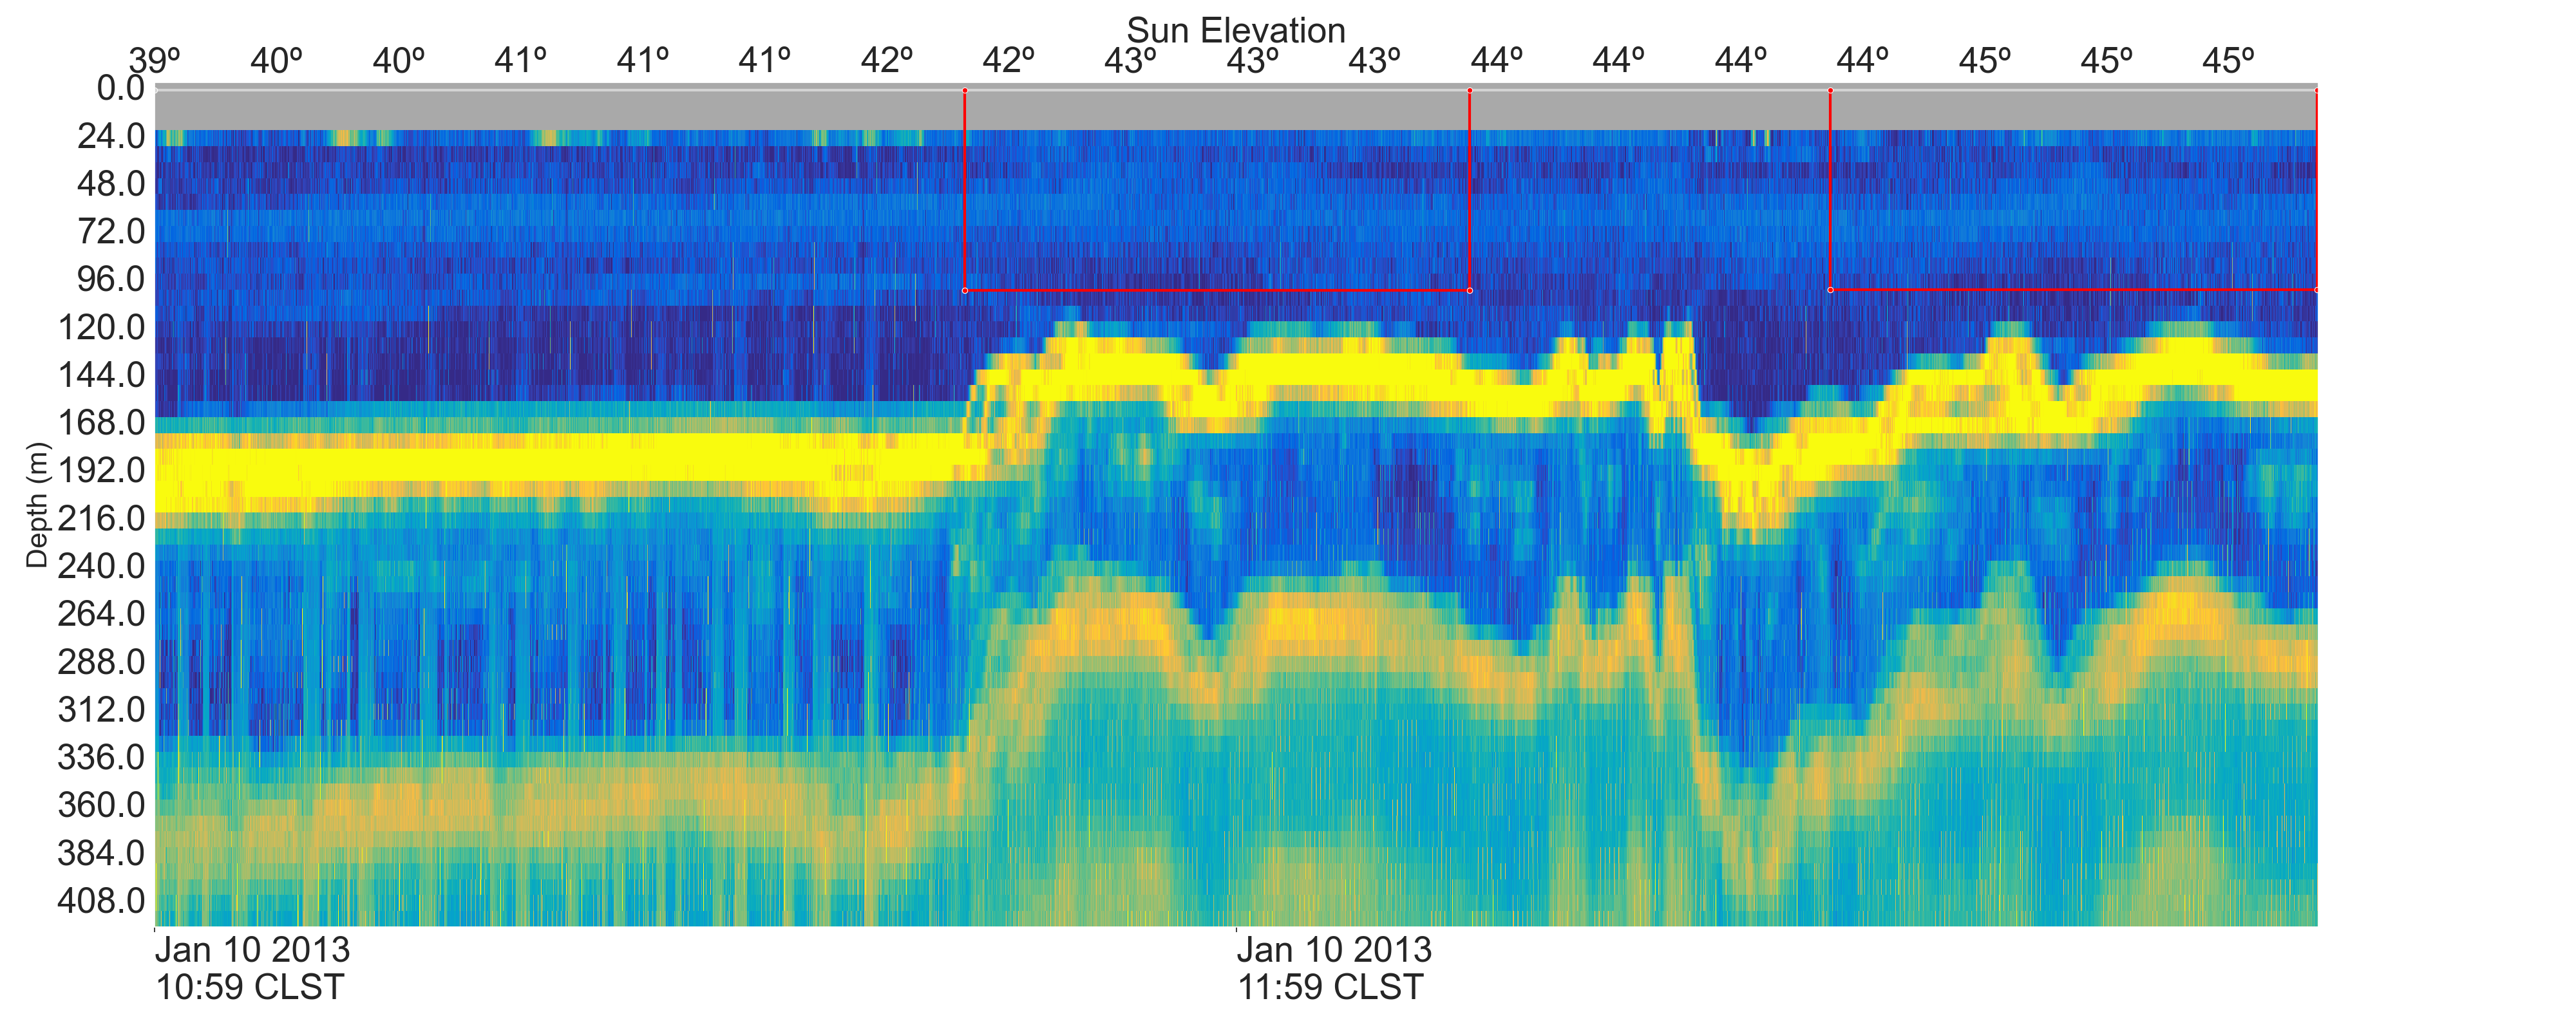 Sun Elevation
39º 40º 40º 41º 41º 41º 42º 42º 43º 43º 43º 44º 44º 44º 44º 45º 45º 45º
0.0
24.0
48.0
72.0
96.0
120.0
144.0
168.0
192.0
216.0
240.0
264.0
288.0
312.0
336.0
360.0
384.0
408.0
Depth (m)
Jan 10 2013
10:59 CLST
Jan 10 2013
11:59 CLST